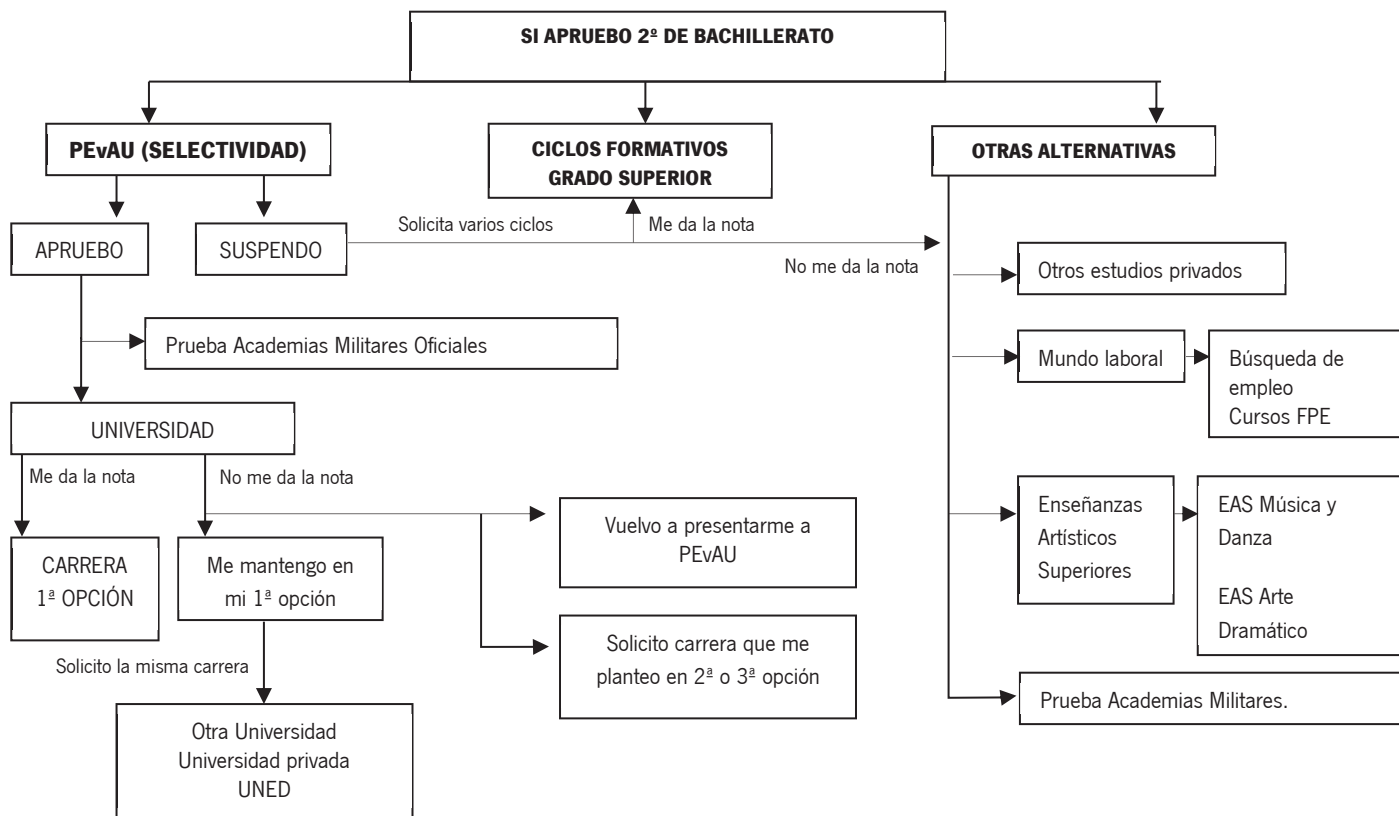 SI APRUEBO 2º DE BACHILLERATO
PEvAU (SELECTIVIDAD)
CICLOS FORMATIVOS
GRADO SUPERIOR
OTRAS ALTERNATIVAS
APRUEBO
SUSPENDO
Solicita varios ciclos
Me da la nota
No me da la nota
Otros estudios privados
Prueba Academias Militares Oficiales
Mundo laboral
Búsqueda de
empleo
Cursos FPE
UNIVERSIDAD
Me da la nota
No me da la nota
CARRERA
1ª OPCIÓN
Me mantengo en
mi 1ª opción
Vuelvo a presentarme a
PEvAU
Enseñanzas
Artísticos
Superiores
EAS Música y
Danza
EAS Arte
Dramático
Solicito la misma carrera
Solicito carrera que me
planteo en 2ª o 3ª opción
Prueba Academias Militares.
Otra Universidad
Universidad privada
UNED